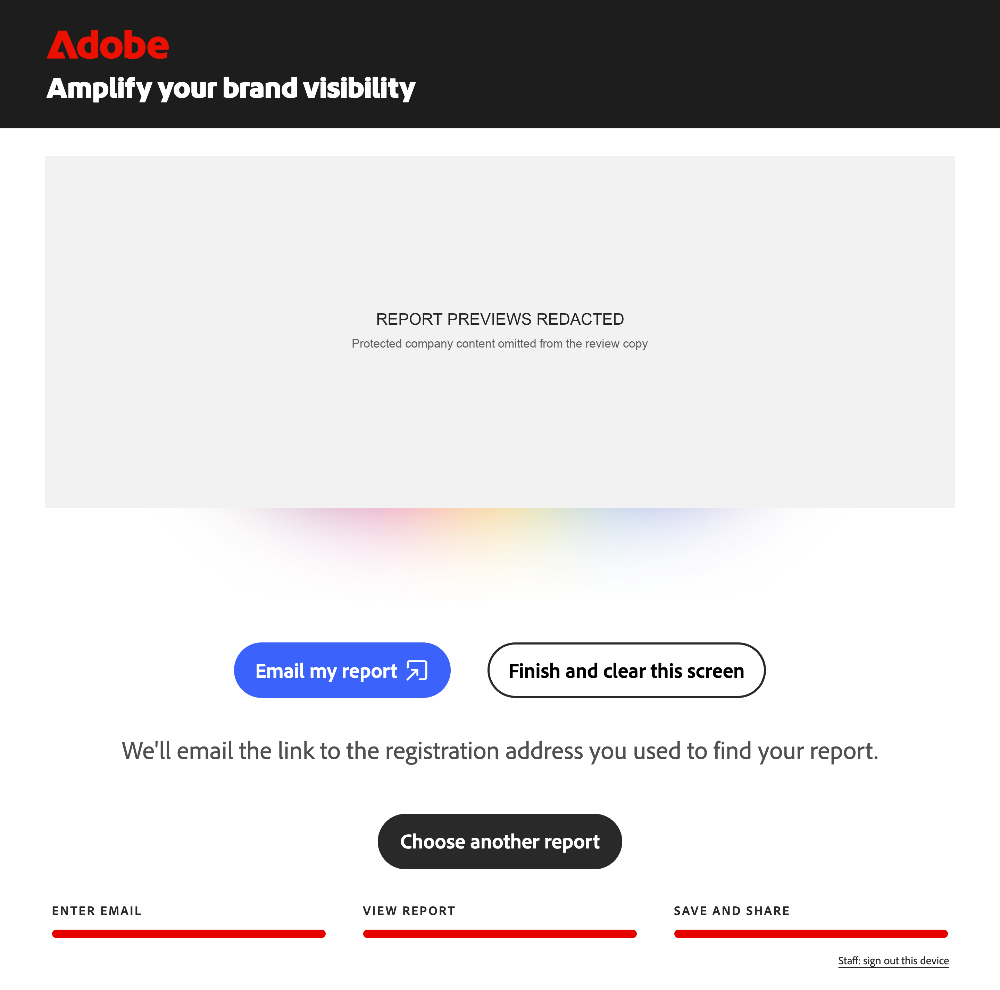 Adobe
Amplify your brand visibility
REPORT PREVIEWS REDACTED
Protected company content omitted from the review copy
Email my report
Finish and clear this screen
We'll email the link to the registration address you used to find your report.
Choose another report
ENTER EMAIL
VIEW REPORT
SAVE AND SHARE
Staff: sign out this device